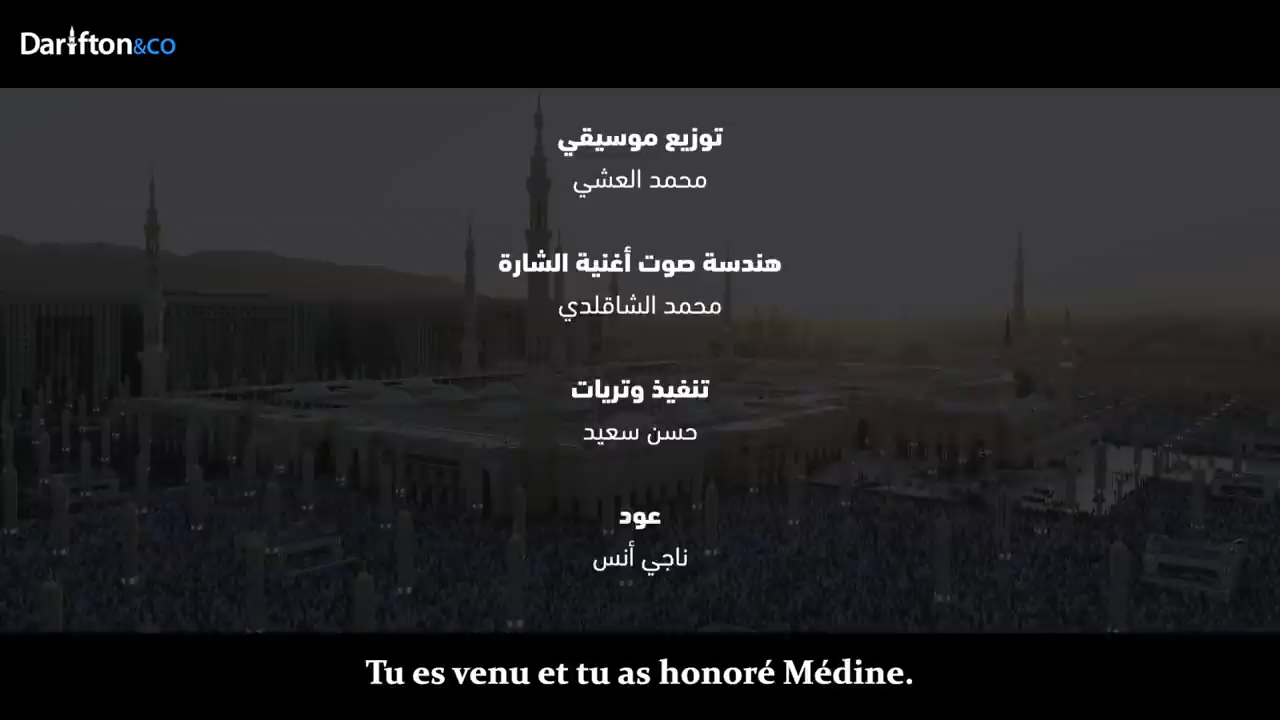 Darifton&co
توزيع موسيقي
محمد العشي
هندسة صوت أغنية الشارة
محمد الشاقلدي
تنفيذ وتريات
حسن سعيد
عود
ناجي أنس
Tu es venu et tu as honoré Médine.